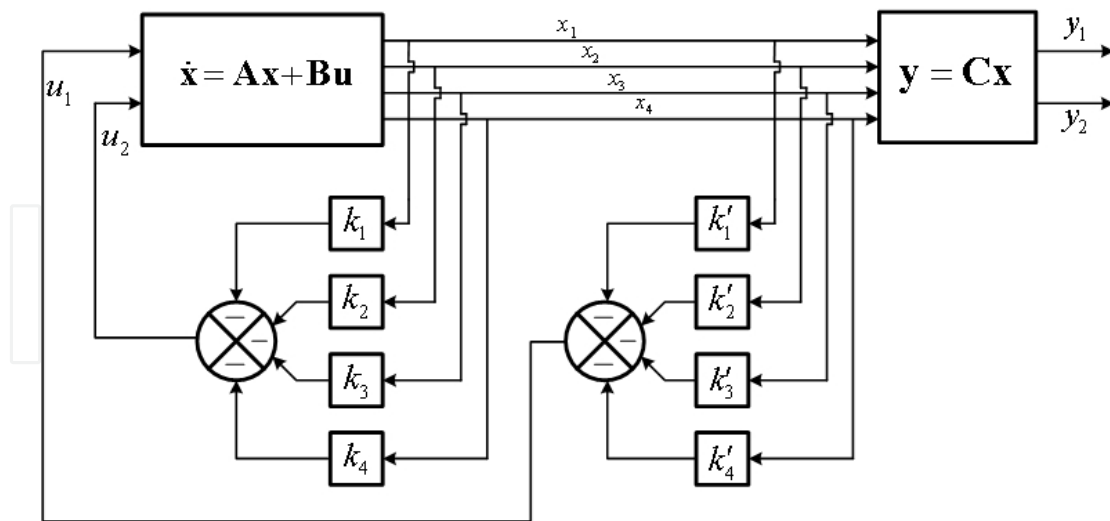 ẋ = Ax+Bu
x₁
x₂
x₃
x₄
y = Cx
y₁
y₂
u₁
u₂
k₁
k₂
k₃
k₄
k′₁
k′₂
k′₃
k′₄